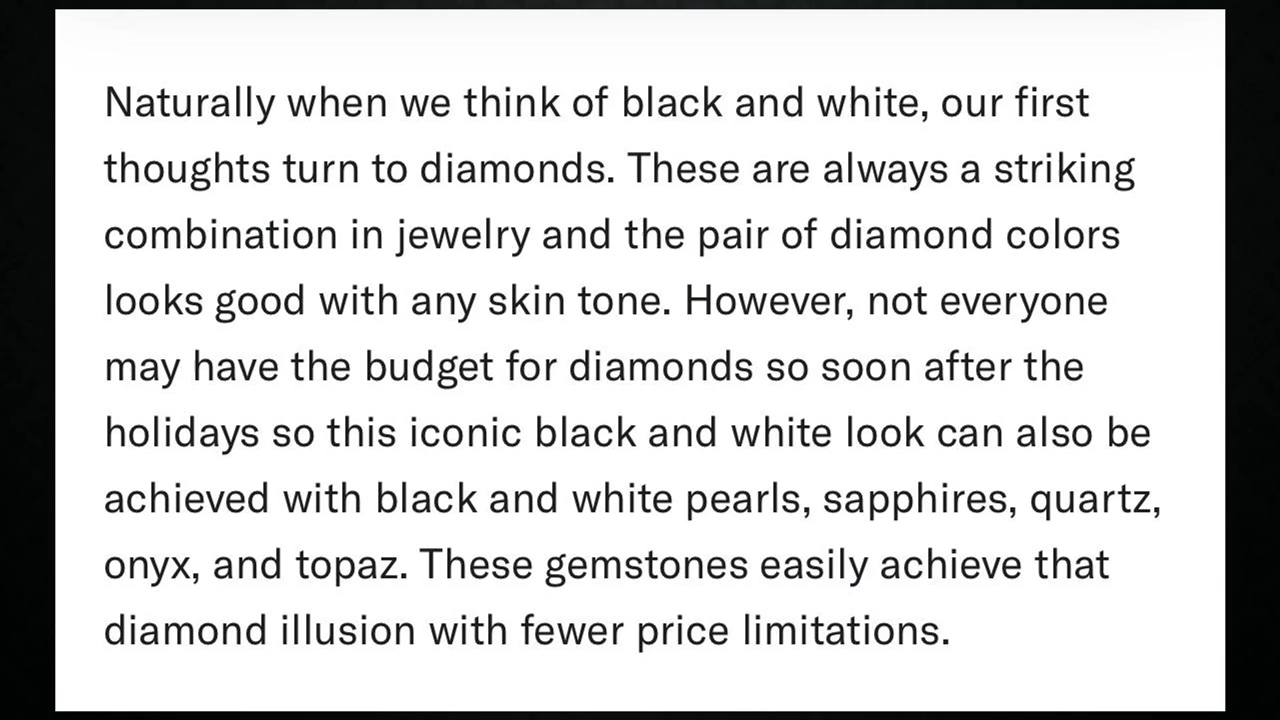 Naturally when we think of black and white, our first
thoughts turn to diamonds. These are always a striking
combination in jewelry and the pair of diamond colors
looks good with any skin tone. However, not everyone
may have the budget for diamonds so soon after the
holidays so this iconic black and white look can also be
achieved with black and white pearls, sapphires, quartz,
onyx, and topaz. These gemstones easily achieve that
diamond illusion with fewer price limitations.